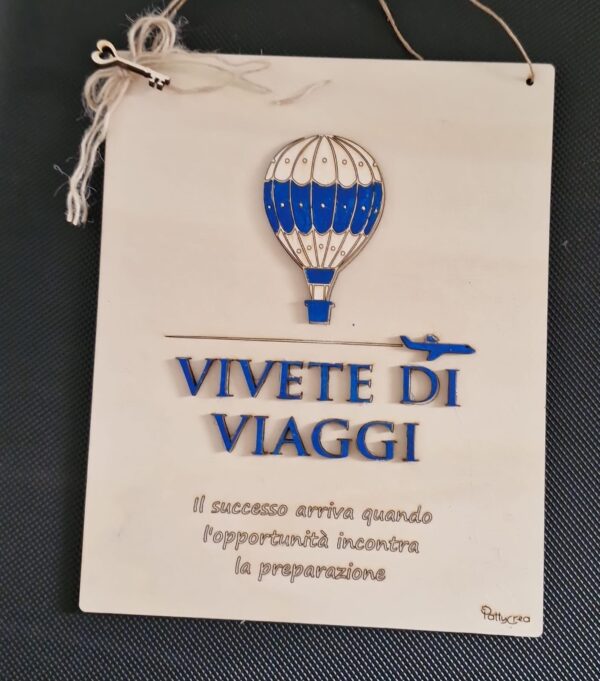 VIVETE DI
VIAGGI
Il successo arriva quando
l'opportunità incontra
la preparazione
PattyCrea